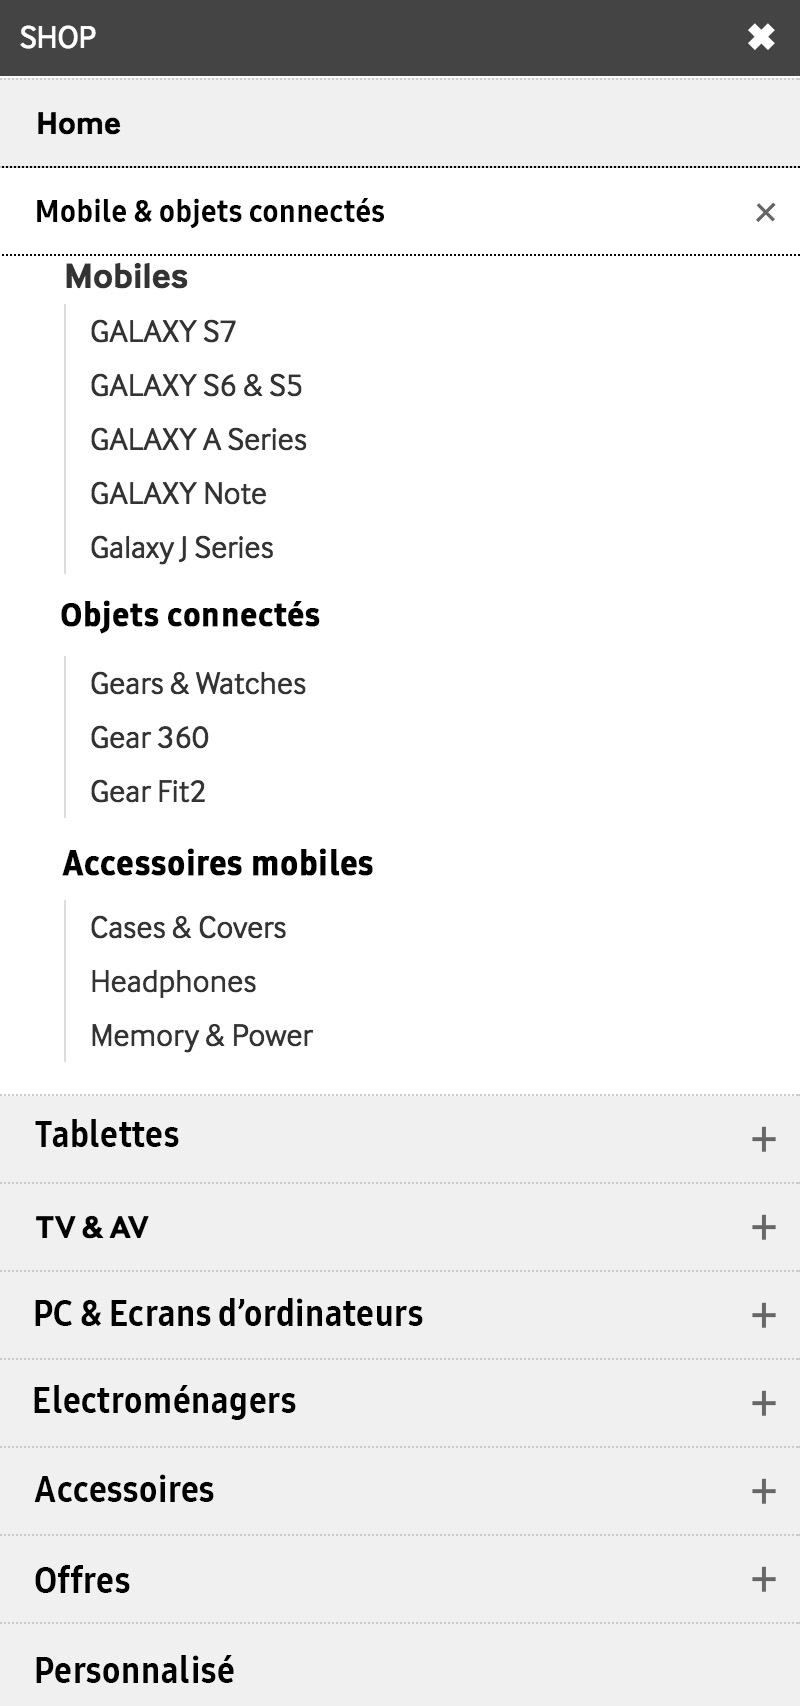 SHOP
Home
Mobile & objets connectés
Mobiles
GALAXY S7
GALAXY S6 & S5
GALAXY A Series
GALAXY Note
Galaxy J Series
Objets connectés
Gears & Watches
Gear 360
Gear Fit2
Accessoires mobiles
Cases & Covers
Headphones
Memory & Power
Tablettes
TV & AV
PC & Ecrans d’ordinateurs
Electroménagers
Accessoires
Offres
Personnalisé